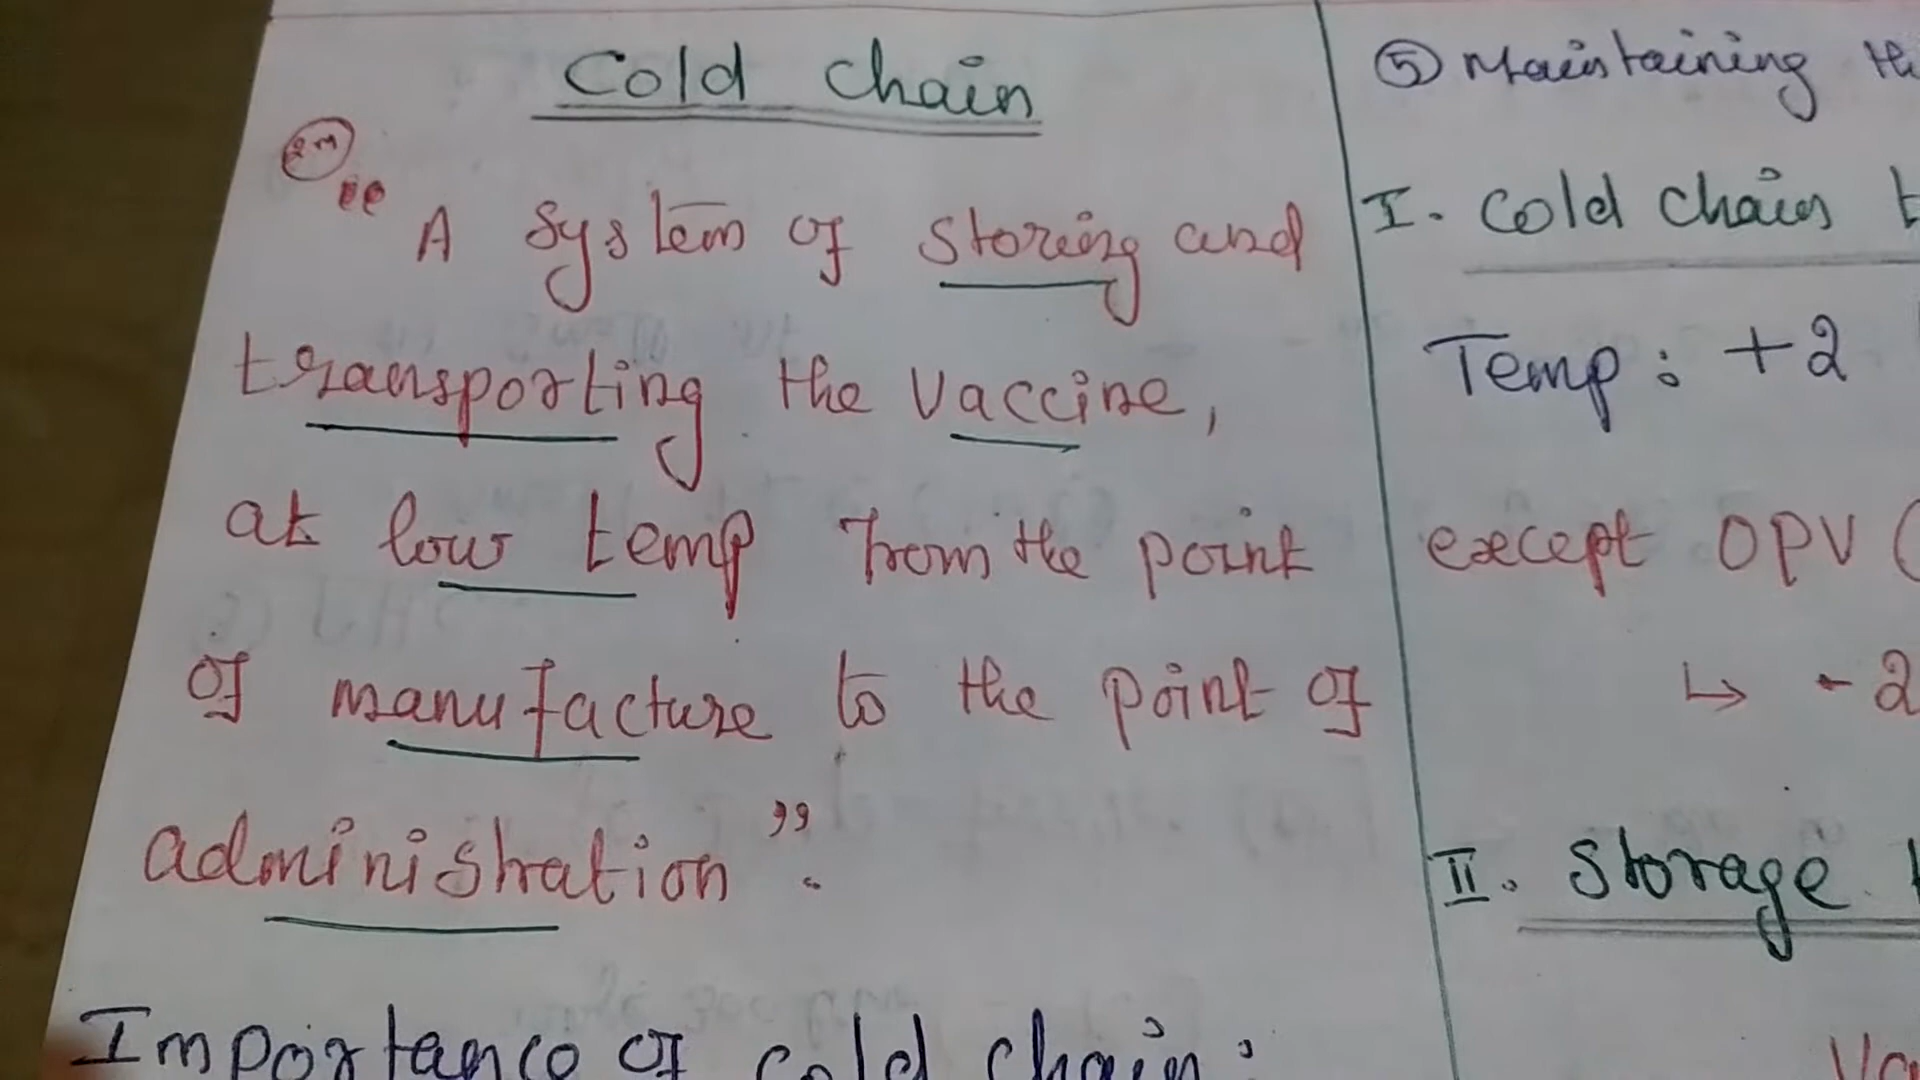 Cold chain
2m
“ A system of storing and
transporting the vaccine,
at low temp from the point
of manufacture to the point of
administration”.
Importance of cold chain:
⑤ Maintaining
I. Cold chain
Temp: +2
except OPV (
↳ -2
II. Storage